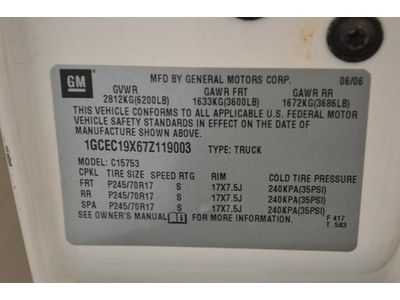 GM
MFD BY GENERAL MOTORS CORP. 06/06
GVWR GAWR FRT GAWR RR
2812KG(6200LB) 1633KG(3600LB) 1672KG(3686LB)
THIS VEHICLE CONFORMS TO ALL APPLICABLE U.S. FEDERAL MOTOR
VEHICLE SAFETY STANDARDS IN EFFECT ON THE DATE OF
MANUFACTURE SHOWN ABOVE.
1GCEC19X67Z119003 TYPE: TRUCK
MODEL: C15753
CPKL TIRE SIZE SPEED RTG RIM COLD TIRE PRESSURE
FRT P245/70R17 S 17X7.5J 240KPA(35PSI)
RR P245/70R17 S 17X7.5J 240KPA(35PSI)
SPA P245/70R17 S 17X7.5J 240KPA(35PSI)
SEE OWNER'S MANUAL FOR MORE INFORMATION. F 417
T 583